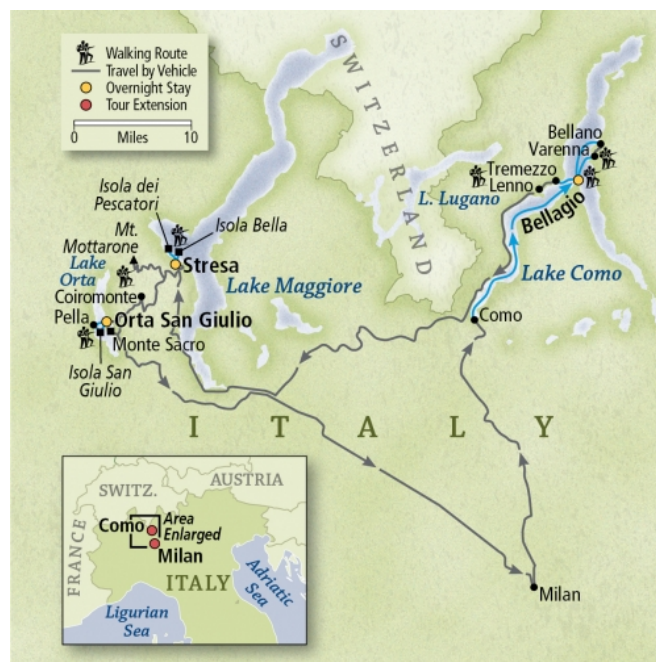 Walking Route
Travel by Vehicle
Overnight Stay
Tour Extension
0 Miles 10
SWITZERLAND
Bellano
Varenna
Tremezzo
Lenno
L. Lugano
Bellagio
Lake Como
Como
Isola dei
Pescatori
Isola Bella
Mt.
Mottarone
Stresa
Lake
Orta
Lake Maggiore
Coiromonte
Pella
Orta San Giulio
Monte Sacro
Isola San
Giulio
ITALY
Milan
SWITZ.
AUSTRIA
FRANCE
Como
Area
Enlarged
Milan
ITALY
Ligurian
Sea
Adriatic
Sea